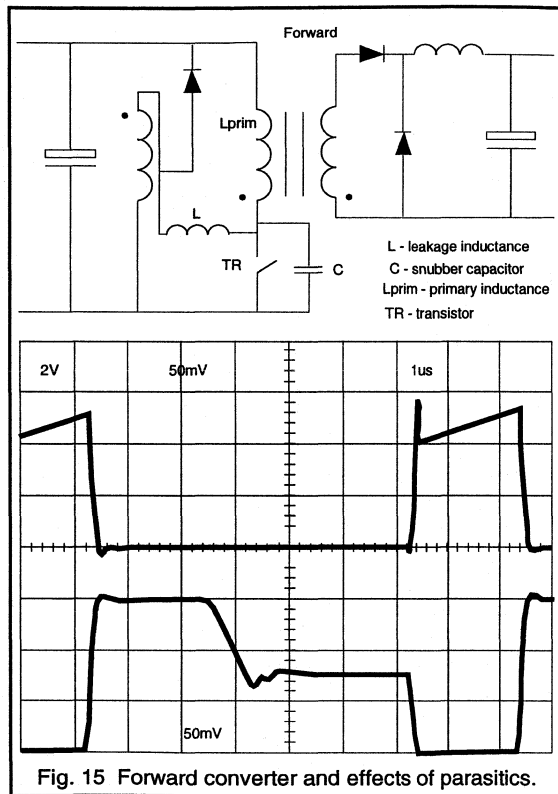 Forward
Lprim
L
TR
C
L - leakage inductance
C - snubber capacitor
Lprim - primary inductance
TR - transistor
2V 50mV 1us
50mV
Fig. 15 Forward converter and effects of parasitics.